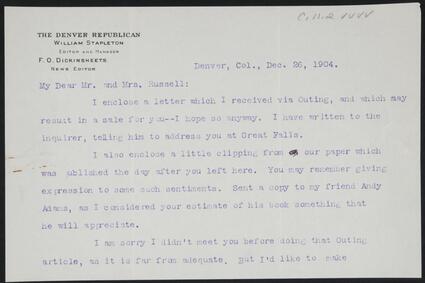 C.11.2
THE DENVER REPUBLICAN
WILLIAM STAPLETON
EDITOR AND MANAGER
F. O. DICKINSHEETS
NEWS EDITOR
Denver, Col., Dec. 26, 1904.
My Dear Mr. and Mrs. Russell:
I enclose a letter which I received via Outing, and which may
result in a sale for you--I hope so anyway. I have written to the
inquirer, telling him to address you at Great Falls.
I also enclose a little clipping from our paper which
was published the day after you left here. You may remember giving
expression to some such sentiments. Sent a copy to my friend Andy
Adams, as I considered your estimate of his book something that
he will appreciate.
I am sorry I didn't meet you before doing that Outing
article, as it is far from adequate. But I'd like to make